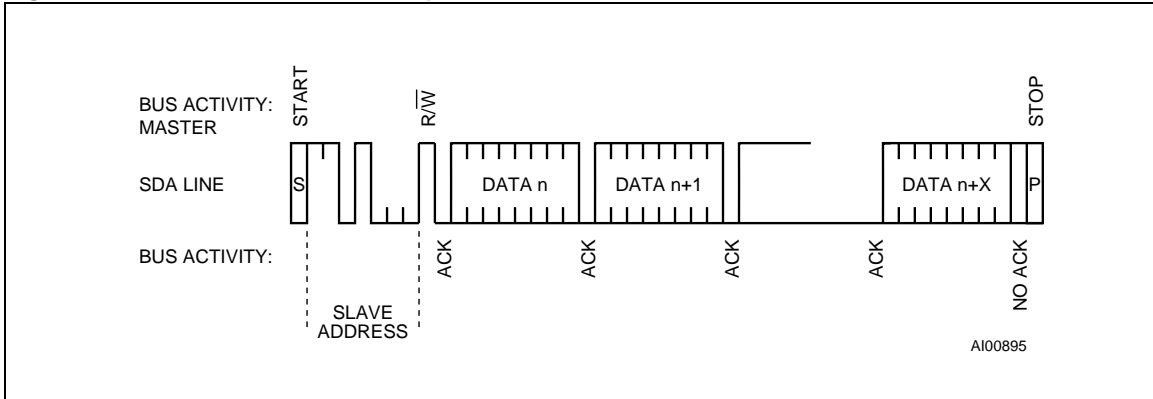 BUS ACTIVITY:
MASTER
START
R/W
STOP
SDA LINE
S
DATA n
DATA n+1
DATA n+X
P
BUS ACTIVITY:
ACK
ACK
ACK
ACK
NO ACK
SLAVE
ADDRESS
AI00895